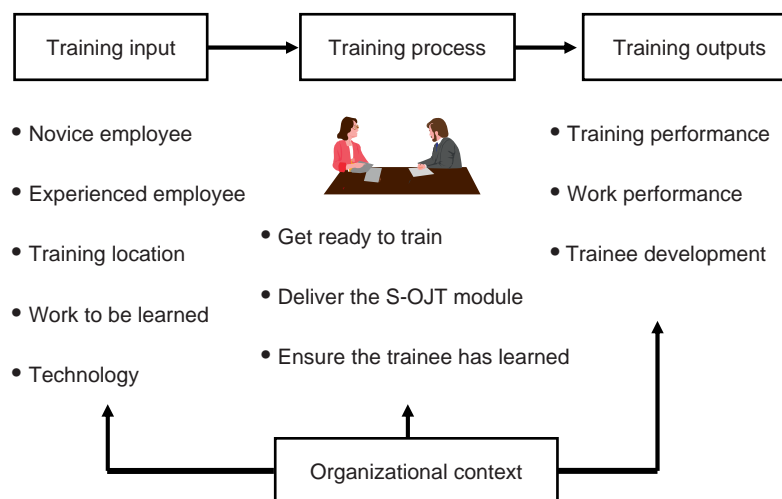 Training input
Training process
Training outputs
• Novice employee
• Experienced employee
• Training location
• Work to be learned
• Technology
• Get ready to train
• Deliver the S-OJT module
• Ensure the trainee has learned
• Training performance
• Work performance
• Trainee development
Organizational context